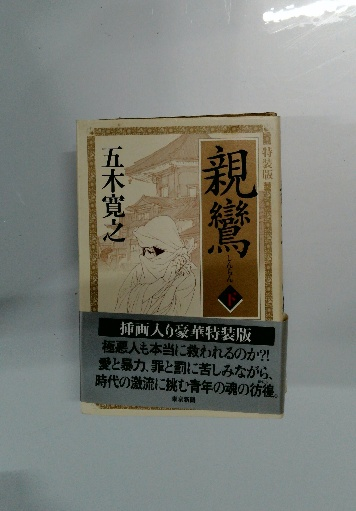 特装版
親鸞
しんらん
下
五木寛之
挿画入り豪華特装版
極悪人も本当に救われるのか?!
愛と暴力、罪と罰に苦しみながら、
時代の激流に挑む青年の魂の彷徨。
東京新聞